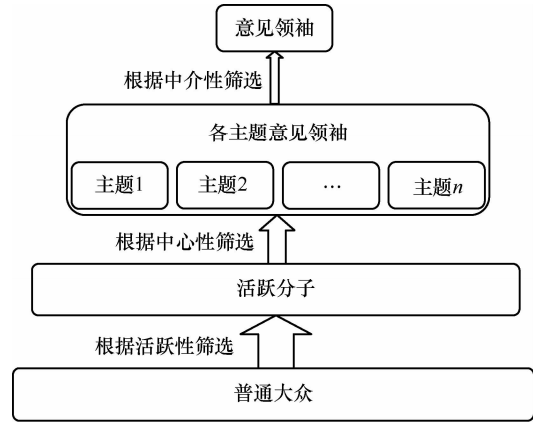 意见领袖
根据中介性筛选
各主题意见领袖
主题1
主题2
…
主题n
根据中心性筛选
活跃分子
根据活跃性筛选
普通大众